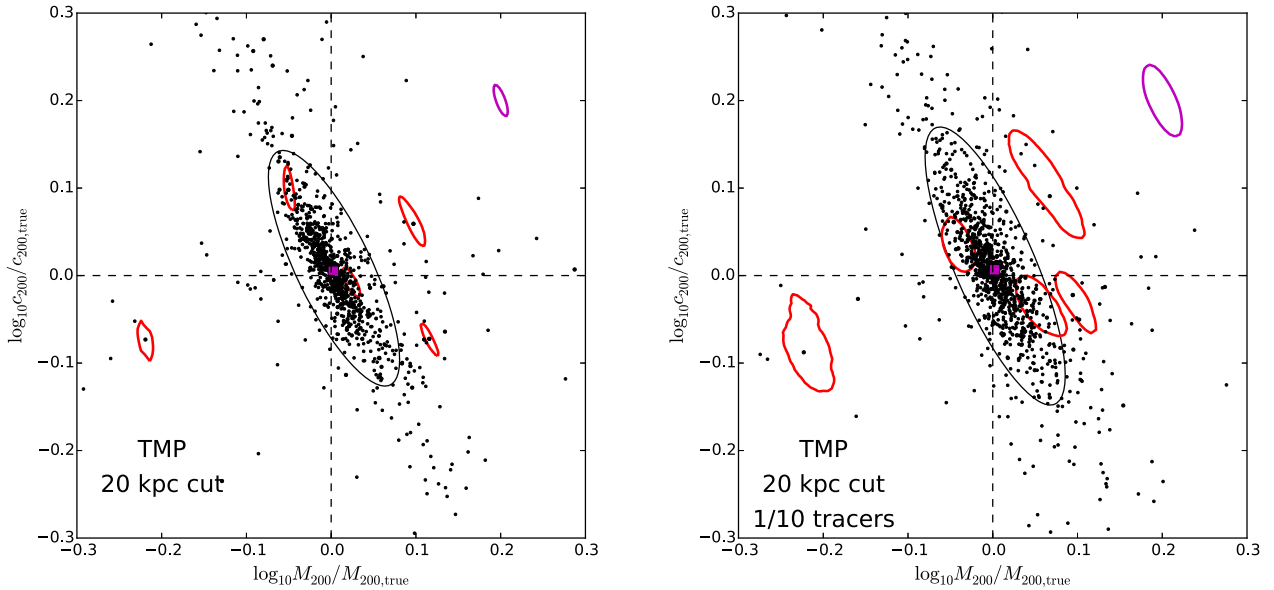 0.3
0.2
0.1
0.0
−0.1
−0.2
−0.3
log₁₀c₂₀₀/c₂₀₀,true
TMP
20 kpc cut
−0.3 −0.2 −0.1 0.0 0.1 0.2 0.3
log₁₀M₂₀₀/M₂₀₀,true
0.3
0.2
0.1
0.0
−0.1
−0.2
−0.3
log₁₀c₂₀₀/c₂₀₀,true
TMP
20 kpc cut
1/10 tracers
−0.3 −0.2 −0.1 0.0 0.1 0.2 0.3
log₁₀M₂₀₀/M₂₀₀,true